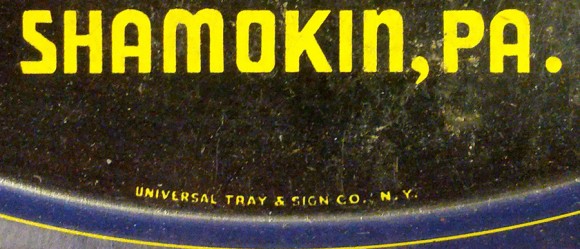 SHAMOKIN, PA.
UNIVERSAL TRAY & SIGN CO., N.Y.